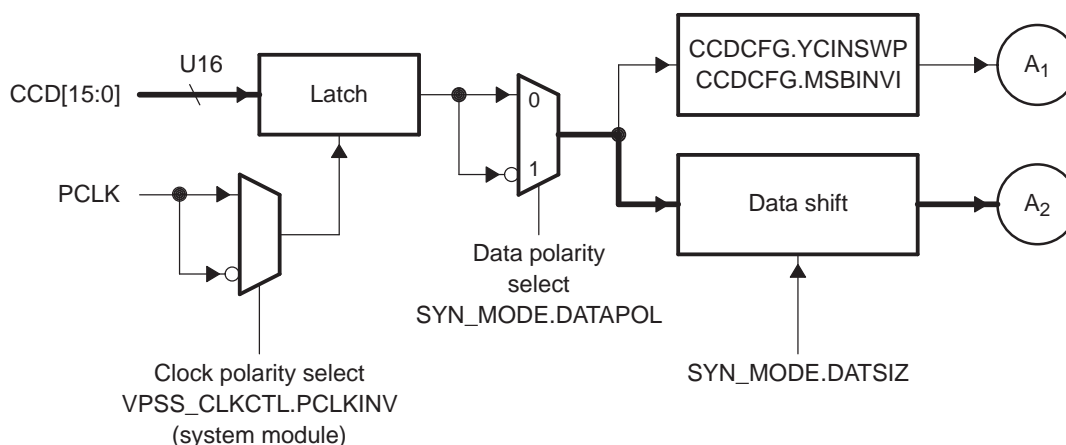 U16
CCD[15:0]
Latch
0
1
CCDCFG.YCINSWP
CCDCFG.MSBINVI
A1
PCLK
Data shift
A2
Data polarity
select
SYN_MODE.DATAPOL
Clock polarity select
VPSS_CLKCTL.PCLKINV
(system module)
SYN_MODE.DATSIZ